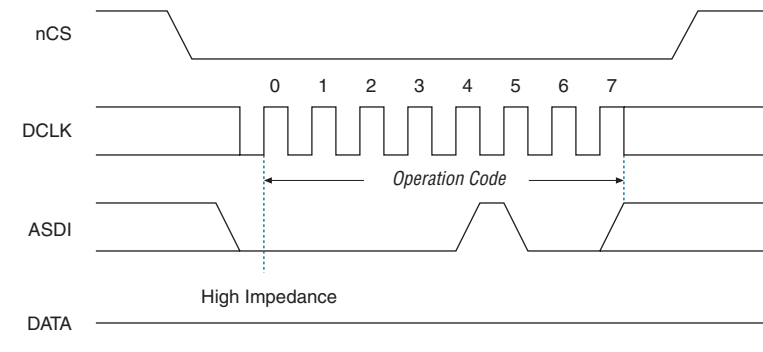 nCS
0 1 2 3 4 5 6 7
DCLK
Operation Code
ASDI
High Impedance
DATA